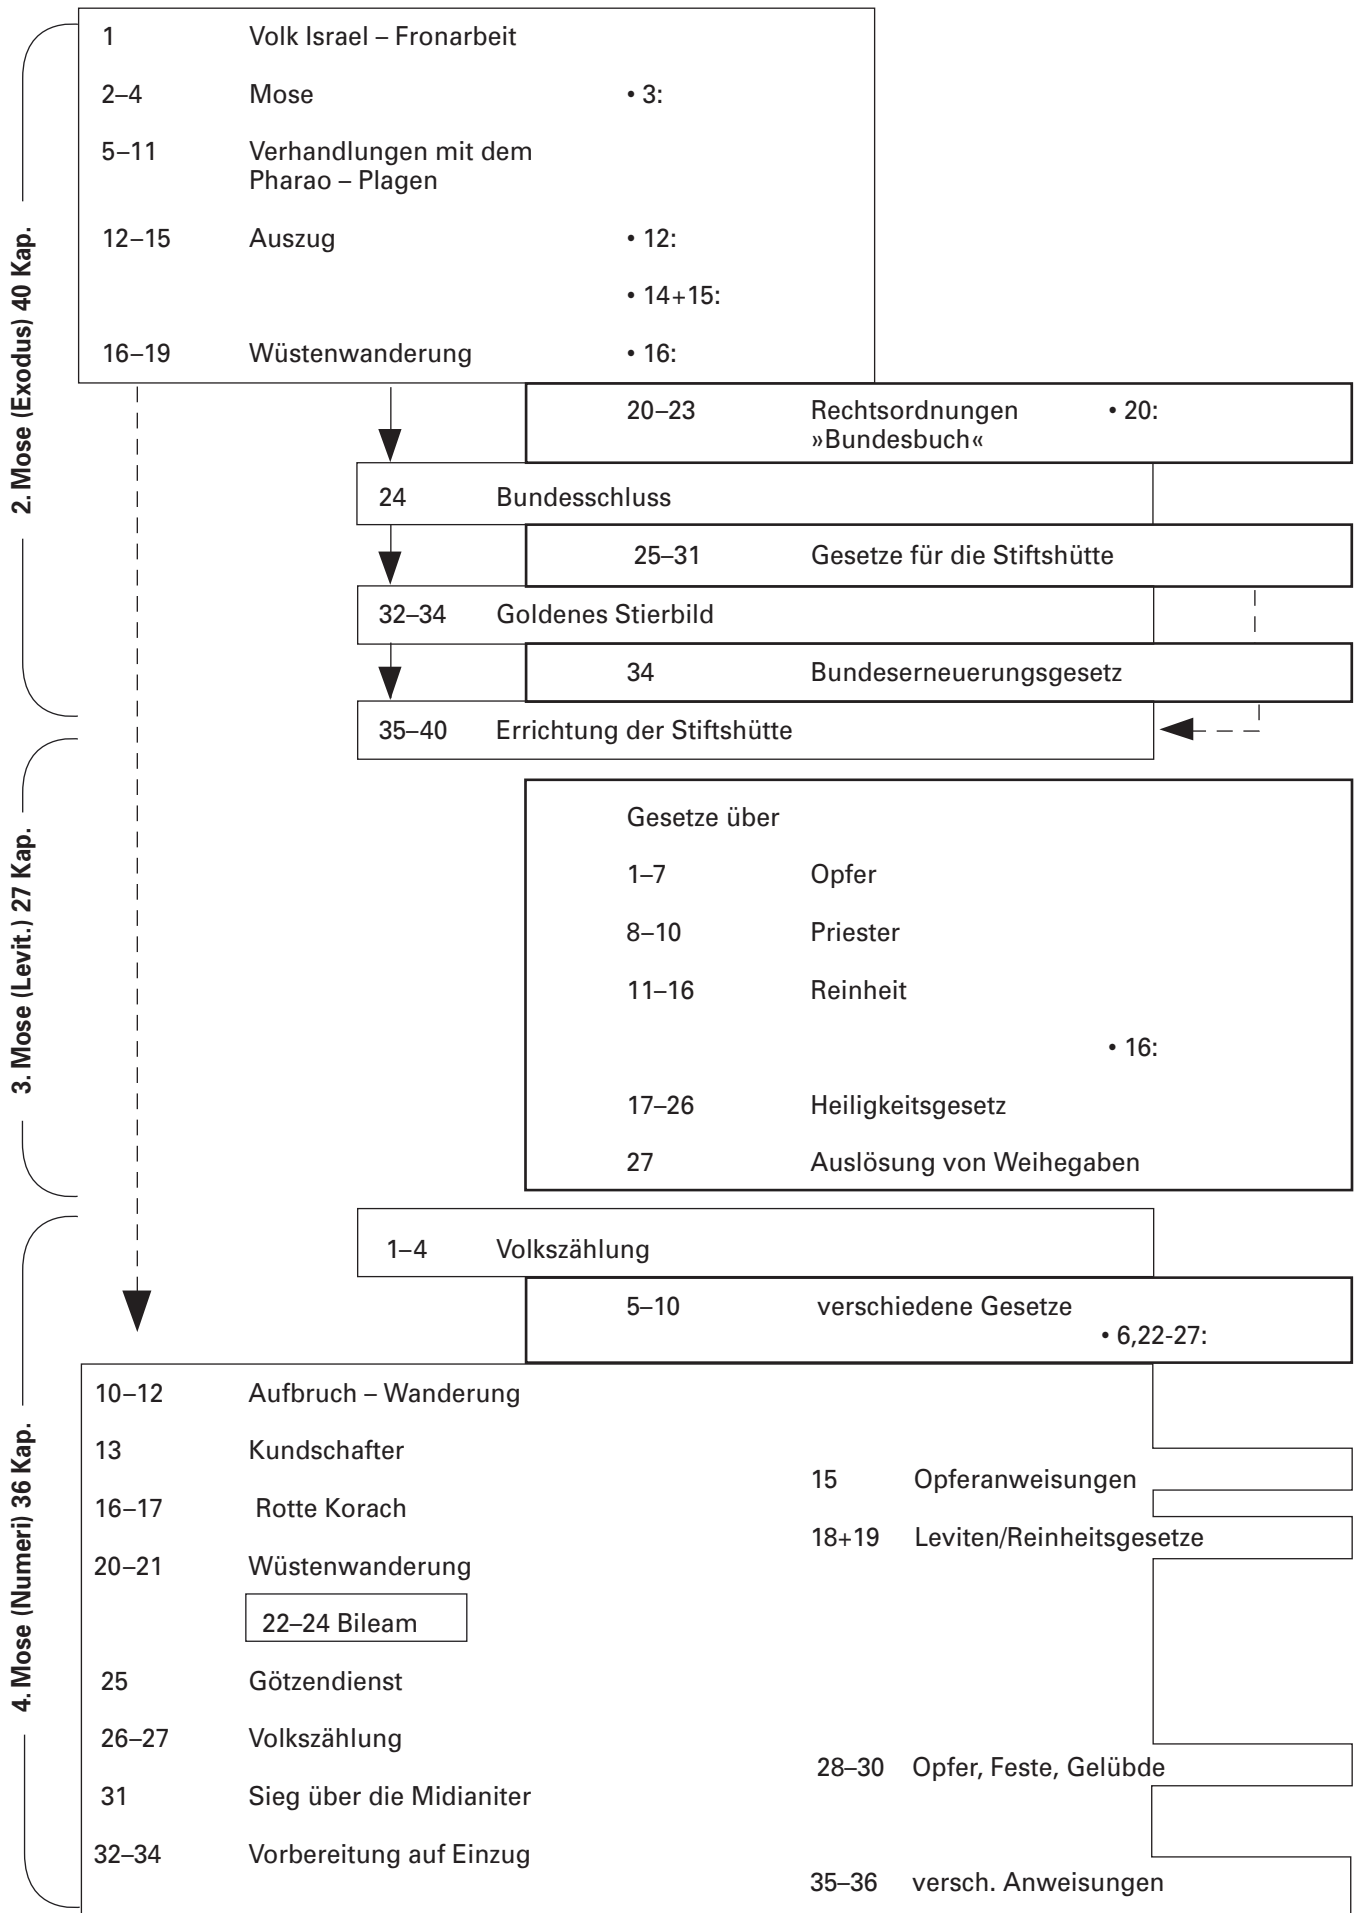 2. Mose (Exodus) 40 Kap.
1 Volk Israel – Fronarbeit
2–4 Mose • 3:
5–11 Verhandlungen mit dem
Pharao – Plagen
12–15 Auszug • 12:
• 14+15:
16–19 Wüstenwanderung • 16:
20–23 Rechtsordnungen • 20:
»Bundesbuch«
24 Bundesschluss
25–31 Gesetze für die Stiftshütte
32–34 Goldenes Stierbild
34 Bundeserneuerungsgesetz
35–40 Errichtung der Stiftshütte
3. Mose (Levit.) 27 Kap.
Gesetze über
1–7 Opfer
8–10 Priester
11–16 Reinheit
• 16:
17–26 Heiligkeitsgesetz
27 Auslösung von Weihegaben
4. Mose (Numeri) 36 Kap.
1–4 Volkszählung
5–10 verschiedene Gesetze
• 6,22-27:
10–12 Aufbruch – Wanderung
13 Kundschafter
15 Opferanweisungen
16–17 Rotte Korach
18+19 Leviten/Reinheitsgesetze
20–21 Wüstenwanderung
22–24 Bileam
25 Götzendienst
26–27 Volkszählung
28–30 Opfer, Feste, Gelübde
31 Sieg über die Midianiter
32–34 Vorbereitung auf Einzug
35–36 versch. Anweisungen